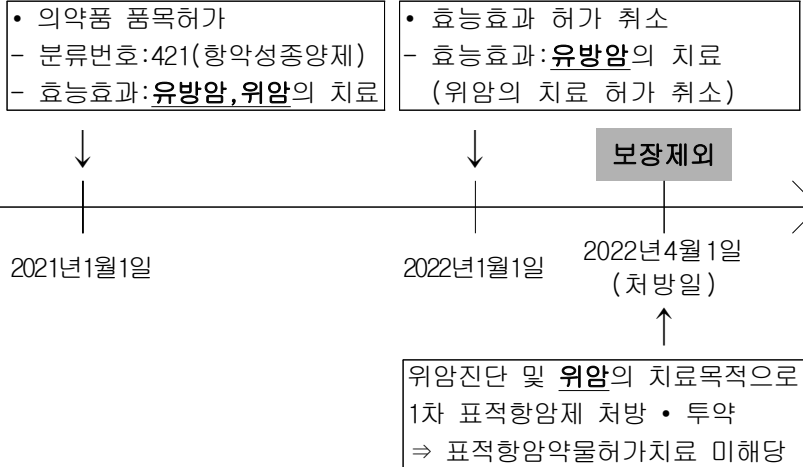 • 의약품 품목허가
- 분류번호:421(항악성종양제)
- 효능효과:유방암,위암의 치료
• 효능효과 허가 취소
- 효능효과:유방암의 치료
(위암의 치료 허가 취소)
보장제외
2021년1월1일
2022년1월1일
2022년4월1일
(처방일)
위암진단 및 위암의 치료목적으로
1차 표적항암제 처방 • 투약
⇒ 표적항암약물허가치료 미해당